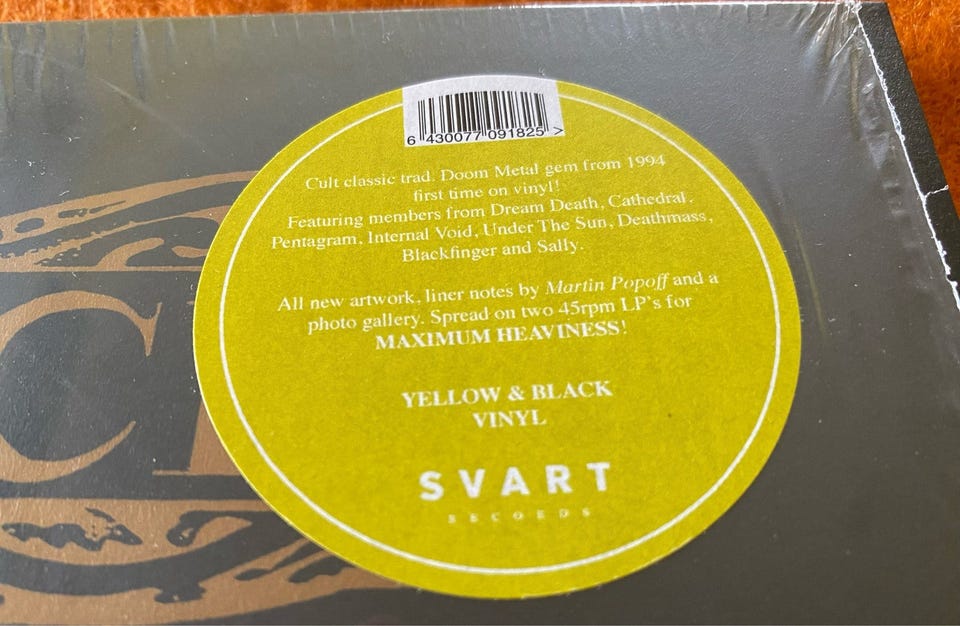 6 430077 091825 >
Cult classic trad. Doom Metal gem from 1994
first time on vinyl!
Featuring members from Dream Death, Cathedral,
Pentagram, Internal Void, Under The Sun, Deathmass,
Blackfinger and Sally.
All new artwork, liner notes by Martin Popoff and a
photo gallery. Spread on two 45rpm LP's for
MAXIMUM HEAVINESS!
YELLOW & BLACK
VINYL
SVART
RECORDS